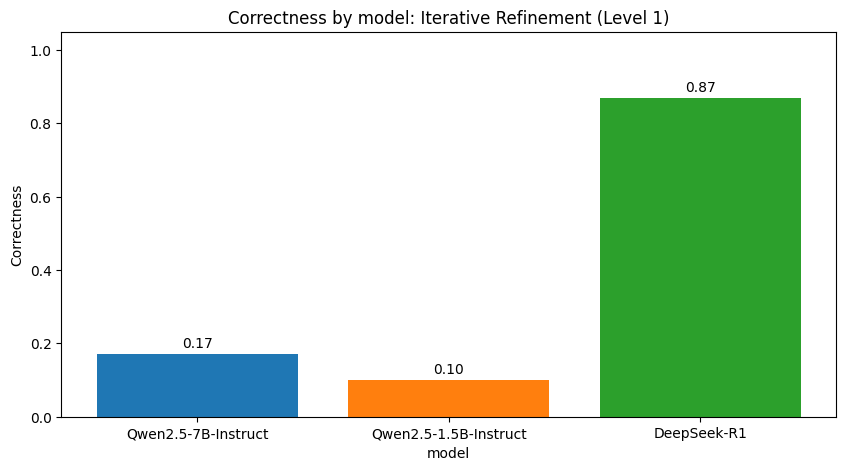 Correctness by model: Iterative Refinement (Level 1)
1.0
0.8
0.6
0.4
0.2
0.0
Correctness
0.17
0.10
0.87
Qwen2.5-7B-Instruct
Qwen2.5-1.5B-Instruct
DeepSeek-R1
model